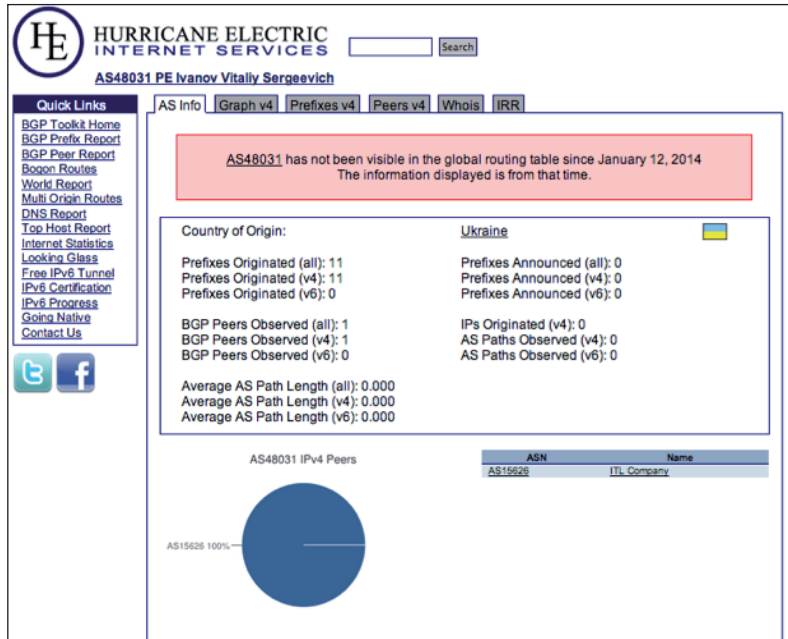 HE
HURRICANE ELECTRIC
INTERNET SERVICES
Search
AS48031 PE Ivanov Vitaliy Sergeevich
Quick Links
BGP Toolkit Home
BGP Prefix Report
BGP Peer Report
Bogon Routes
World Report
Multi Origin Routes
DNS Report
Top Host Report
Internet Statistics
Looking Glass
Free IPv6 Tunnel
IPv6 Certification
IPv6 Progress
Going Native
Contact Us
AS Info Graph v4 Prefixes v4 Peers v4 Whois IRR
AS48031 has not been visible in the global routing table since January 12, 2014
The information displayed is from that time.
Country of Origin: Ukraine
Prefixes Originated (all): 11 Prefixes Announced (all): 0
Prefixes Originated (v4): 11 Prefixes Announced (v4): 0
Prefixes Originated (v6): 0 Prefixes Announced (v6): 0
BGP Peers Observed (all): 1 IPs Originated (v4): 0
BGP Peers Observed (v4): 1 AS Paths Observed (v4): 0
BGP Peers Observed (v6): 0 AS Paths Observed (v6): 0
Average AS Path Length (all): 0.000
Average AS Path Length (v4): 0.000
Average AS Path Length (v6): 0.000
AS48031 IPv4 Peers
AS15626 100%
ASN Name
AS15626 ITL Company